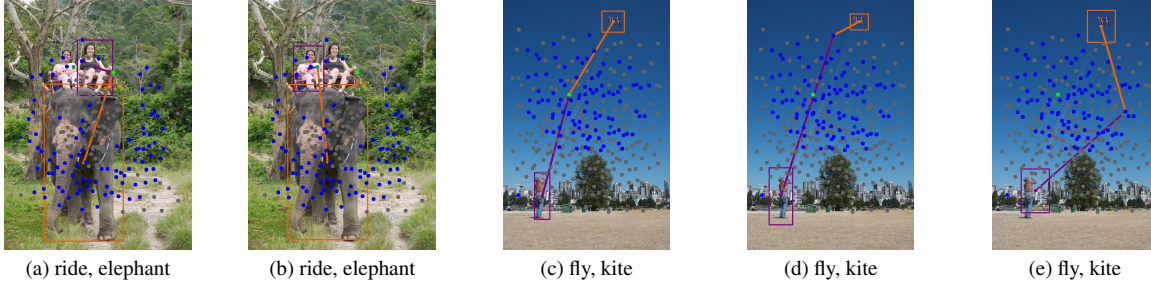 (a) ride, elephant
(b) ride, elephant
(c) fly, kite
(d) fly, kite
(e) fly, kite